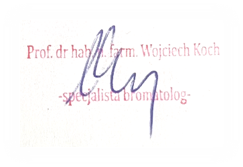 Prof. dr hab. n. farm. Wojciech Koch
-specjalista bromatolog-